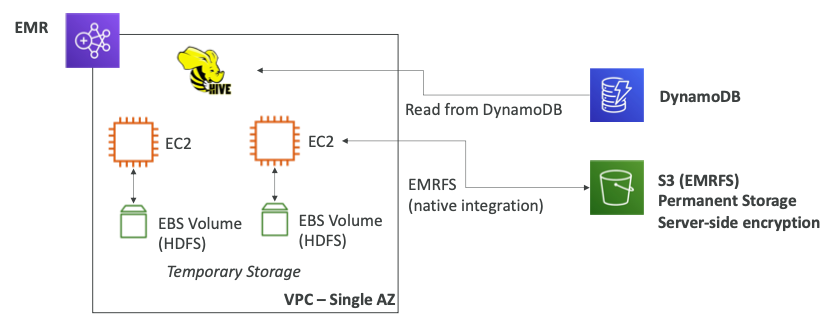 EMR
HIVE
Read from DynamoDB
DynamoDB
EC2
EC2
EMRFS
(native integration)
S3 (EMRFS)
Permanent Storage
Server-side encryption
EBS Volume
(HDFS)
EBS Volume
(HDFS)
Temporary Storage
VPC – Single AZ